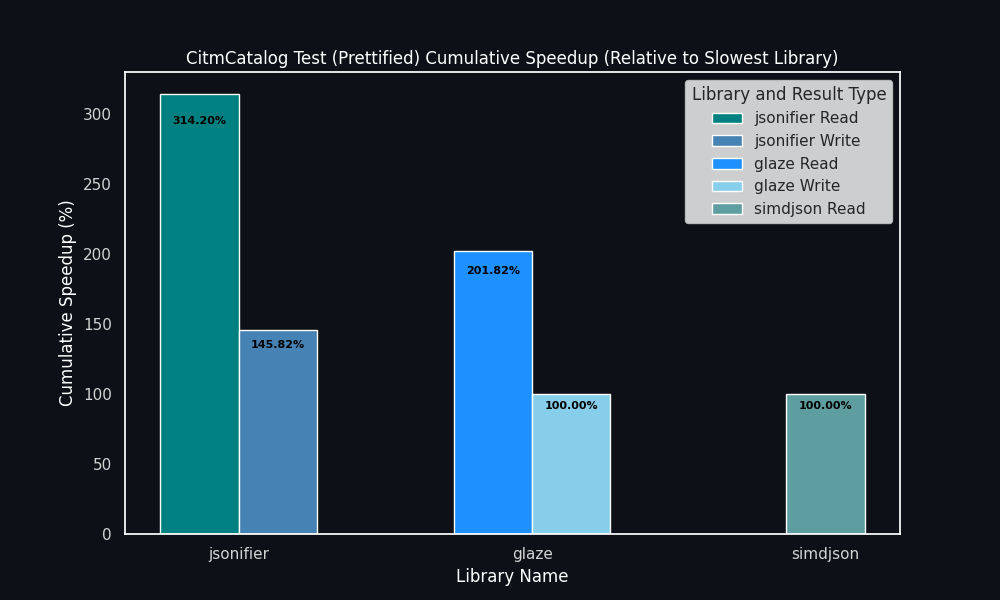 CitmCatalog Test (Prettified) Cumulative Speedup (Relative to Slowest Library)
Library and Result Type
jsonifier Read
jsonifier Write
glaze Read
glaze Write
simdjson Read
Cumulative Speedup (%)
300
250
200
150
100
50
0
314.20%
145.82%
201.82%
100.00%
100.00%
jsonifier
glaze
simdjson
Library Name